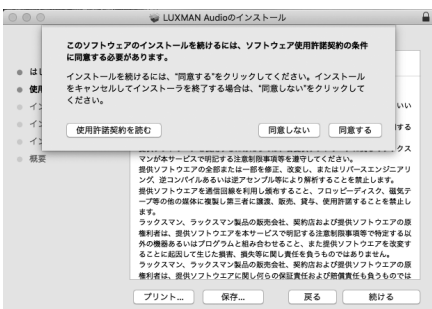 LUXMAN Audioのインストール
このソフトウェアのインストールを続けるには、ソフトウェア使用許諾契約の条件
に同意する必要があります。
インストールを続けるには、"同意する"をクリックしてください。インストール
をキャンセルしてインストーラを終了する場合は、"同意しない"をクリックして
ください。
使用許諾契約を読む
同意しない
同意する
概要
マンが本サービスで明記する注意制限事項等を遵守してください。
提供ソフトウェアの全部または一部を修正、改変し、またはリバースエンジニアリ
ング、逆コンパイルあるいは逆アセンブル等により解析することを禁止します。
提供ソフトウェアを通信回線を利用し頒布すること、フロッピーディスク、磁気テ
ープ等の他の媒体に複製し第三者に譲渡、販売、貸与、使用許諾することを禁止し
ます。
ラックスマン、ラックスマン製品の販売会社、契約店および提供ソフトウェアの原
権利者は、提供ソフトウェアを本サービスで明記する注意制限事項等で特定する以
外の機器あるいはプログラムと組み合わせること、また提供ソフトウェアを改変す
ることに起因して生じた損害、損失等に関し責任を負うものではありません。
ラックスマン、ラックスマン製品の販売会社、契約店および提供ソフトウェアの原
権利者は、提供ソフトウェアに関し何らの保証責任および賠償責任も負うものでは
プリント...
保存...
戻る
続ける